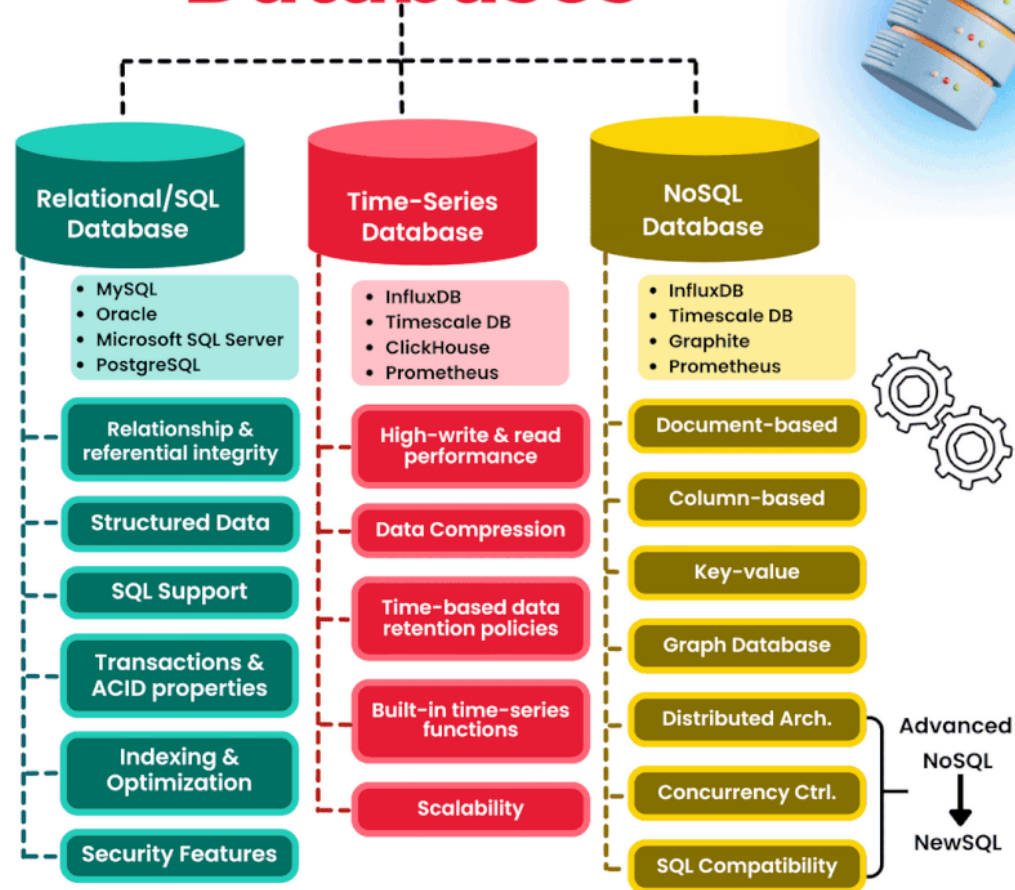 Databases
Relational/SQL
Database
• MySQL
• Oracle
• Microsoft SQL Server
• PostgreSQL
Relationship &
referential integrity
Structured Data
SQL Support
Transactions &
ACID properties
Indexing &
Optimization
Security Features
Time-Series
Database
• InfluxDB
• Timescale DB
• ClickHouse
• Prometheus
High-write & read
performance
Data Compression
Time-based data
retention policies
Built-in time-series
functions
Scalability
NoSQL
Database
• InfluxDB
• Timescale DB
• Graphite
• Prometheus
Document-based
Column-based
Key-value
Graph Database
Distributed Arch.
Concurrency Ctrl.
SQL Compatibility
Advanced
NoSQL
NewSQL